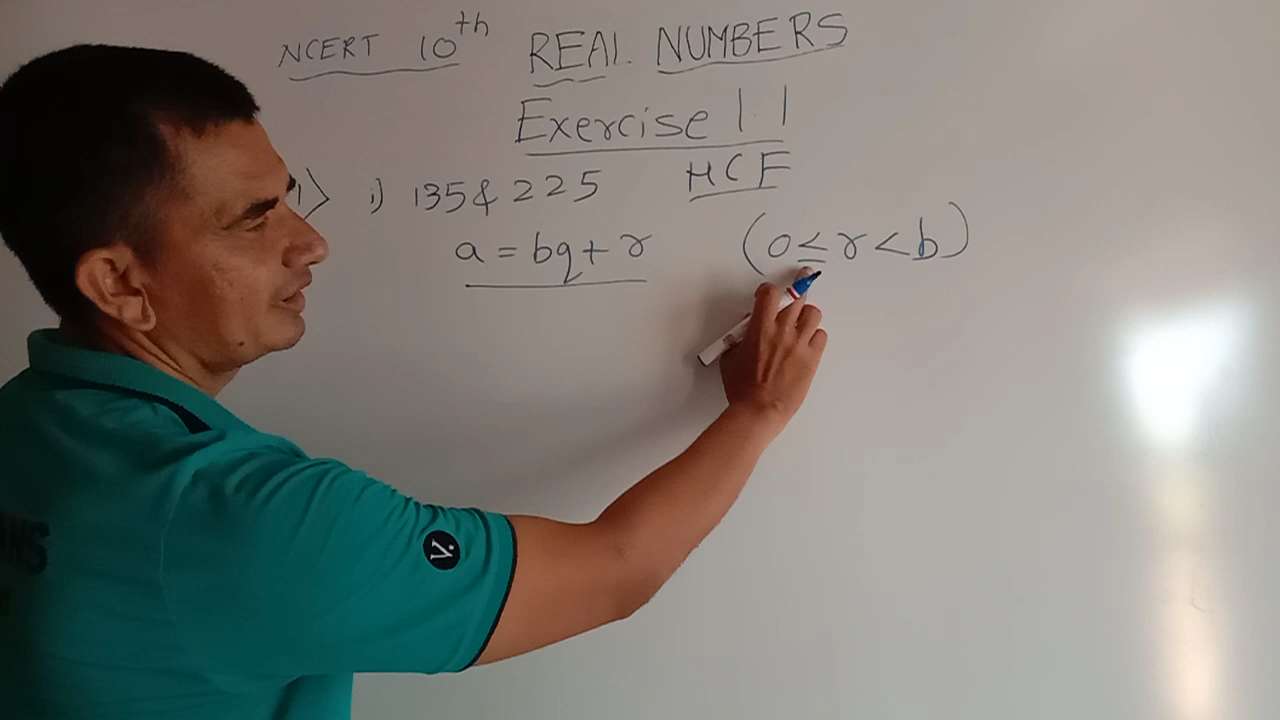 NCERT 10th REAL NUMBERS
Exercise 1.1
1) i) 135 & 225 HCF
a = bq + r (0 ≤ r < b)
V.